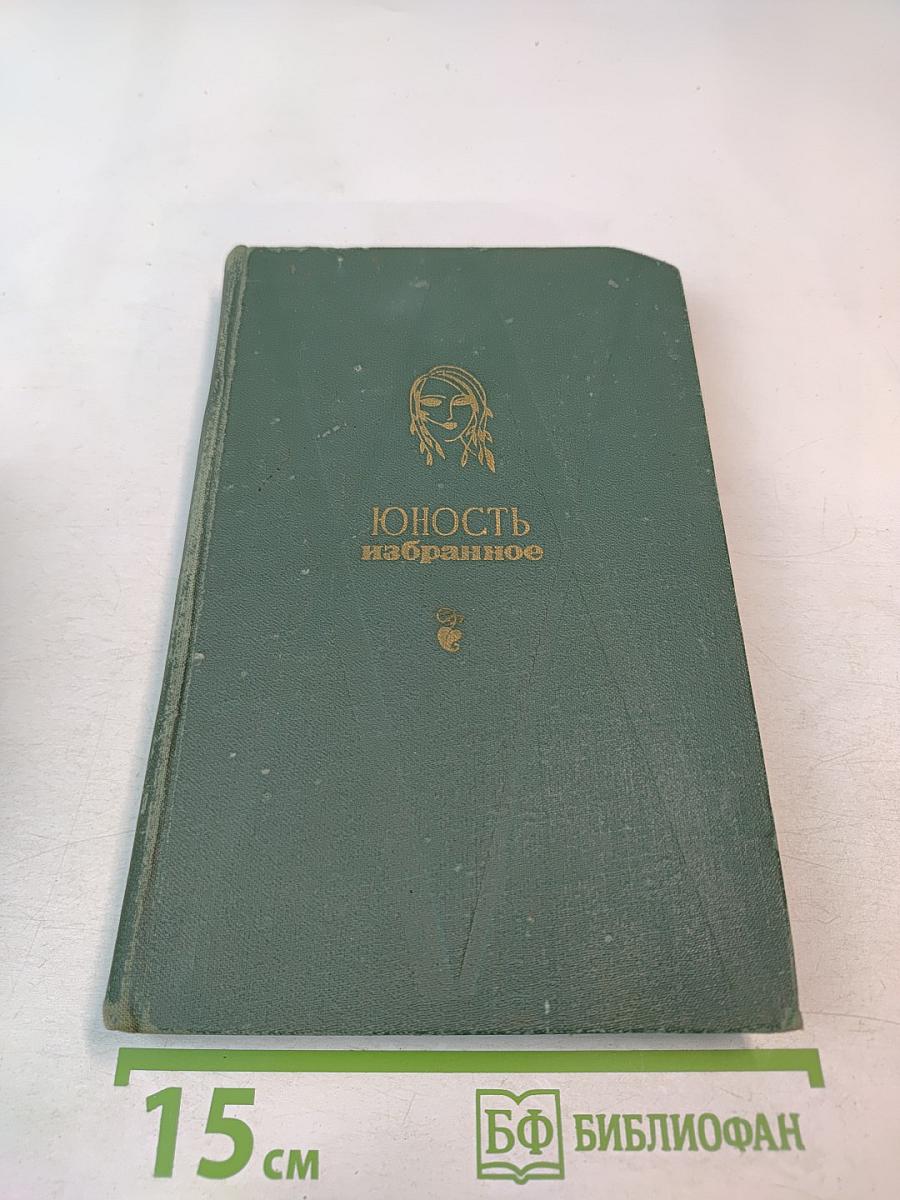 ЮНОСТЬ
избранное
15 см
БФ БИБЛИОФАН